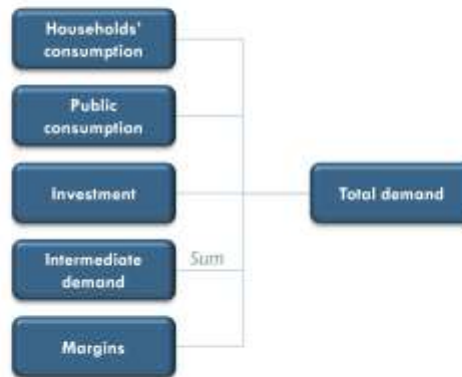 Households'
consumption
Public
consumption
Investment
Total demand
Intermediate
demand
Sum
Margins